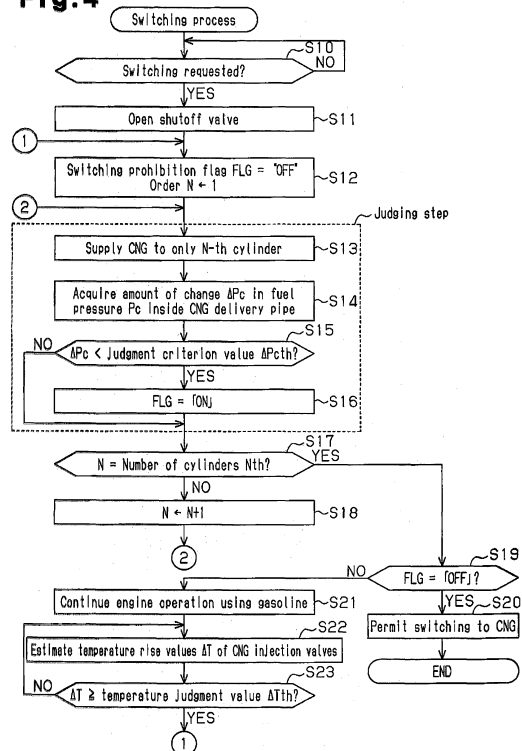 Fig.4
Switching process
S10
Switching requested?
NO
YES
Open shutoff valve
S11
1
Switching prohibition flag FLG = "OFF"
Order N ← 1
S12
2
Judging step
Supply CNG to only N-th cylinder
S13
Acquire amount of change ΔPc in fuel
pressure Pc inside CNG delivery pipe
S14
S15
NO
ΔPc < judgment criterion value ΔPcth?
YES
FLG = ｢ON｣
S16
S17
N = Number of cylinders Nth?
YES
NO
N ← N+1
S18
2
S19
NO
FLG = ｢OFF｣?
YES
S20
Continue engine operation using gasoline
S21
Permit switching to CNG
S22
Estimate temperature rise values ΔT of CNG injection valves
END
S23
NO
ΔT ≧ temperature judgment value ΔTth?
YES
1